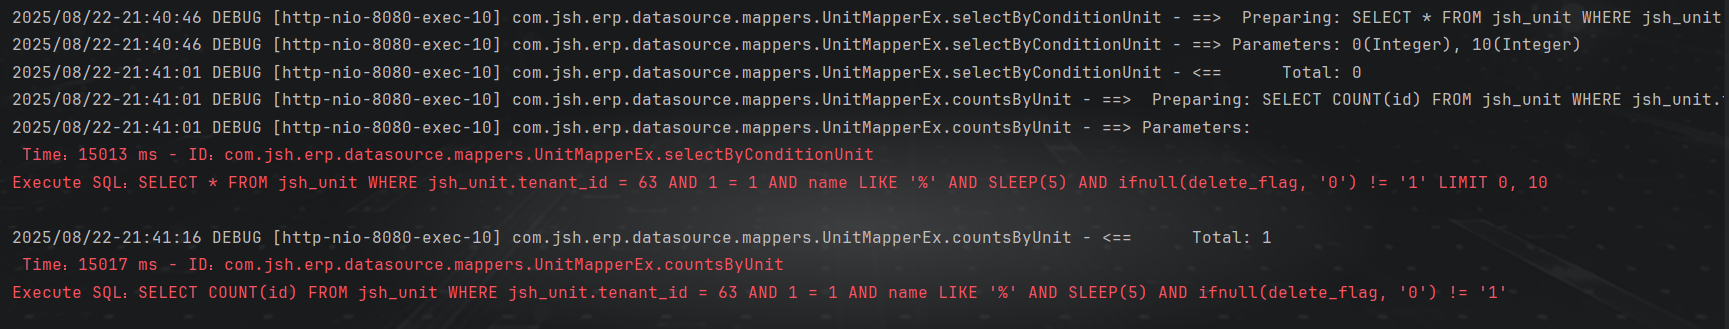 2025/08/22-21:40:46 DEBUG [http-nio-8080-exec-10] com.jsh.erp.datasource.mappers.UnitMapperEx.selectByConditionUnit - ==>  Preparing: SELECT * FROM jsh_unit WHERE jsh_unit
2025/08/22-21:40:46 DEBUG [http-nio-8080-exec-10] com.jsh.erp.datasource.mappers.UnitMapperEx.selectByConditionUnit - ==> Parameters: 0(Integer), 10(Integer)
2025/08/22-21:41:01 DEBUG [http-nio-8080-exec-10] com.jsh.erp.datasource.mappers.UnitMapperEx.selectByConditionUnit - <==      Total: 0
2025/08/22-21:41:01 DEBUG [http-nio-8080-exec-10] com.jsh.erp.datasource.mappers.UnitMapperEx.countsByUnit - ==>  Preparing: SELECT COUNT(id) FROM jsh_unit WHERE jsh_unit.
2025/08/22-21:41:01 DEBUG [http-nio-8080-exec-10] com.jsh.erp.datasource.mappers.UnitMapperEx.countsByUnit - ==> Parameters:
Time：15013 ms - ID：com.jsh.erp.datasource.mappers.UnitMapperEx.selectByConditionUnit
Execute SQL：SELECT * FROM jsh_unit WHERE jsh_unit.tenant_id = 63 AND 1 = 1 AND name LIKE '%' AND SLEEP(5) AND ifnull(delete_flag, '0') != '1' LIMIT 0, 10
2025/08/22-21:41:16 DEBUG [http-nio-8080-exec-10] com.jsh.erp.datasource.mappers.UnitMapperEx.countsByUnit - <==      Total: 1
Time：15017 ms - ID：com.jsh.erp.datasource.mappers.UnitMapperEx.countsByUnit
Execute SQL：SELECT COUNT(id) FROM jsh_unit WHERE jsh_unit.tenant_id = 63 AND 1 = 1 AND name LIKE '%' AND SLEEP(5) AND ifnull(delete_flag, '0') != '1'